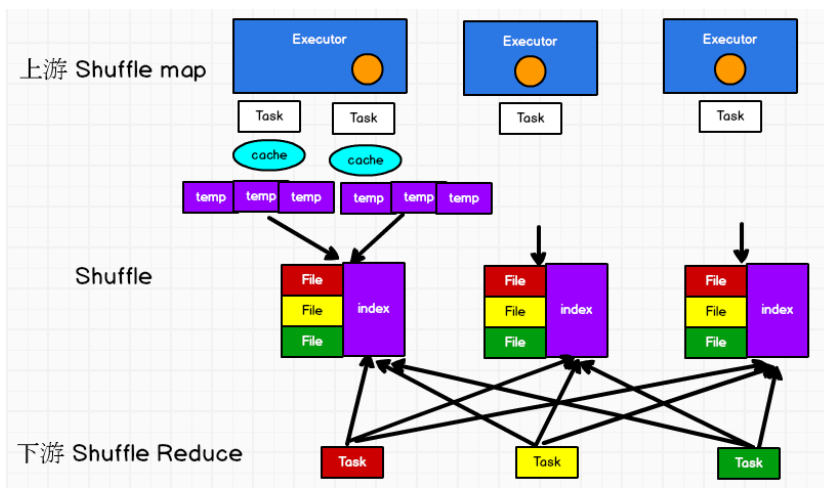 Executor
Executor
Executor
上游 Shuffle map
Task
Task
Task
Task
cache
cache
temp
temp
temp
temp
temp
temp
Shuffle
File
File
File
index
File
File
File
index
File
File
File
index
下游 Shuffle Reduce
Task
Task
Task